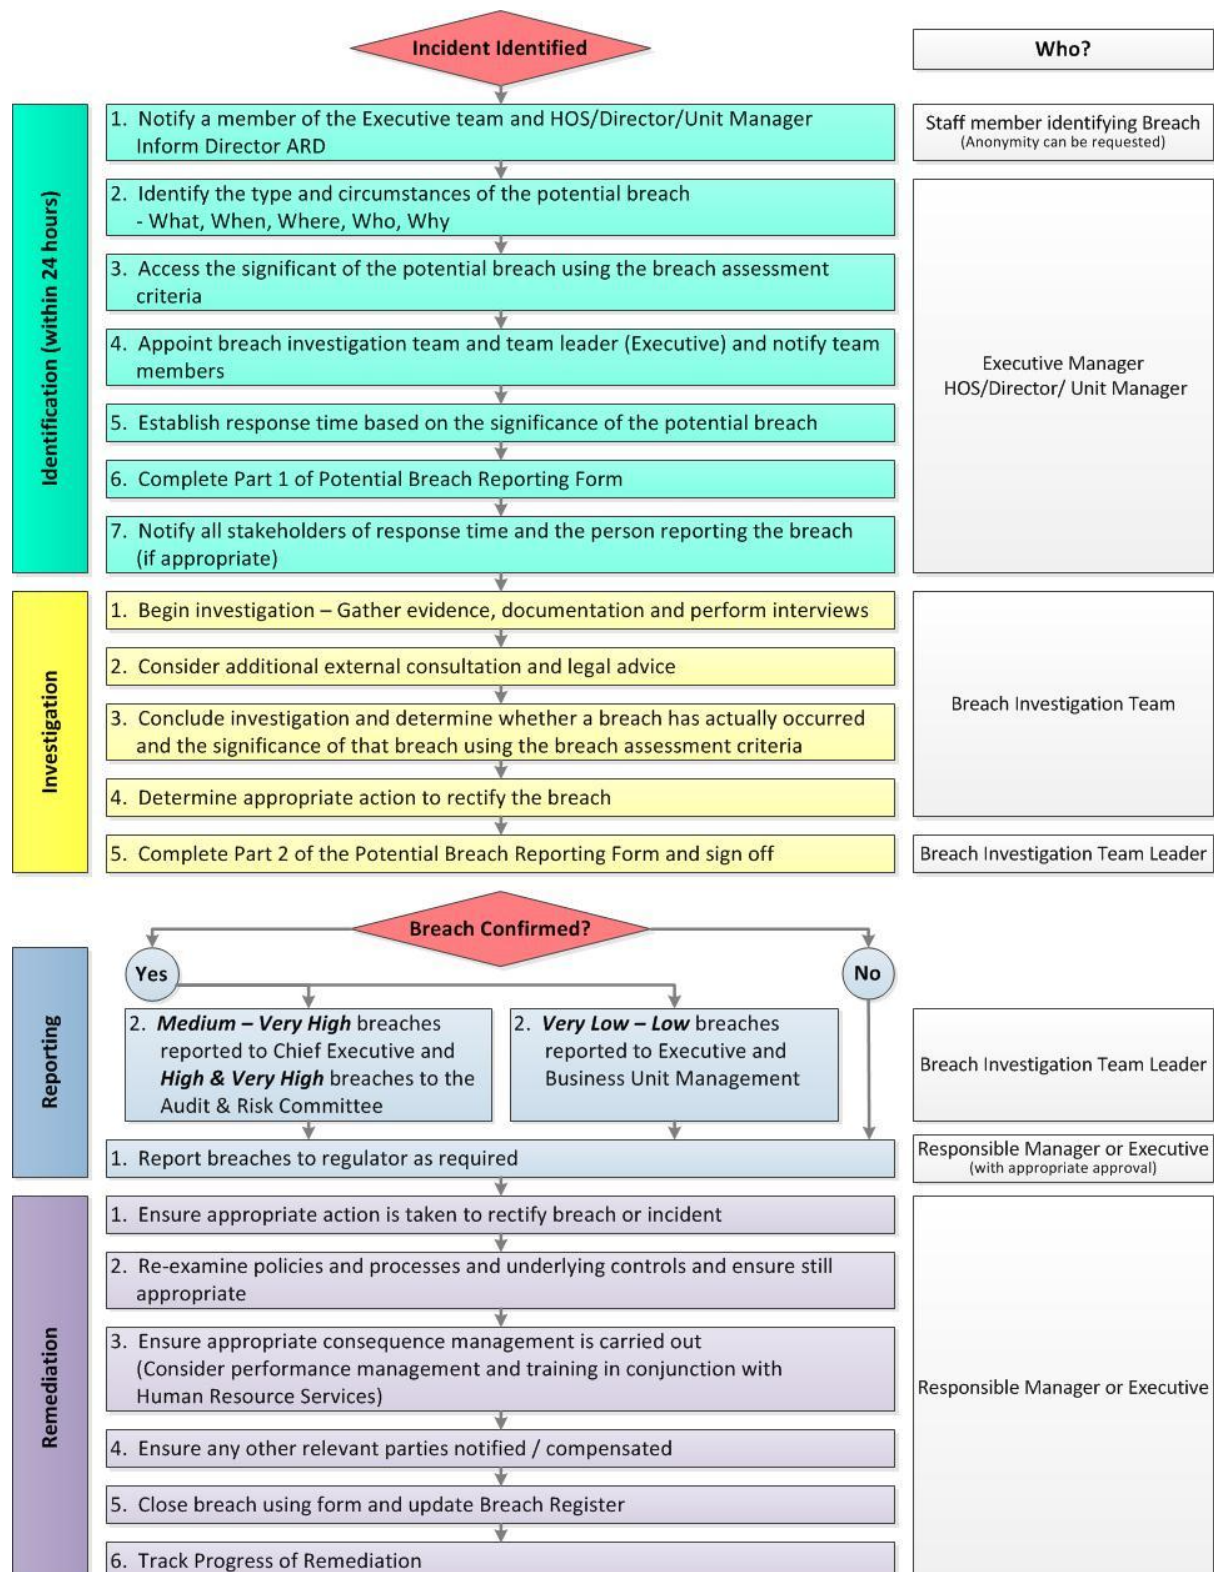 Incident Identified
Who?
Identification (within 24 hours)
1. Notify a member of the Executive team and HOS/Director/Unit Manager
Inform Director ARD
Staff member identifying Breach
(Anonymity can be requested)
2. Identify the type and circumstances of the potential breach
- What, When, Where, Who, Why
3. Access the significant of the potential breach using the breach assessment
criteria
4. Appoint breach investigation team and team leader (Executive) and notify team
members
5. Establish response time based on the significance of the potential breach
6. Complete Part 1 of Potential Breach Reporting Form
7. Notify all stakeholders of response time and the person reporting the breach
(if appropriate)
Executive Manager
HOS/Director/ Unit Manager
Investigation
1. Begin investigation – Gather evidence, documentation and perform interviews
2. Consider additional external consultation and legal advice
3. Conclude investigation and determine whether a breach has actually occurred
and the significance of that breach using the breach assessment criteria
4. Determine appropriate action to rectify the breach
Breach Investigation Team
5. Complete Part 2 of the Potential Breach Reporting Form and sign off
Breach Investigation Team Leader
Breach Confirmed?
Reporting
Yes
No
2. Medium – Very High breaches
reported to Chief Executive and
High & Very High breaches to the
Audit & Risk Committee
2. Very Low – Low breaches
reported to Executive and
Business Unit Management
Breach Investigation Team Leader
1. Report breaches to regulator as required
Responsible Manager or Executive
(with appropriate approval)
Remediation
1. Ensure appropriate action is taken to rectify breach or incident
2. Re-examine policies and processes and underlying controls and ensure still
appropriate
3. Ensure appropriate consequence management is carried out
(Consider performance management and training in conjunction with
Human Resource Services)
4. Ensure any other relevant parties notified / compensated
5. Close breach using form and update Breach Register
6. Track Progress of Remediation
Responsible Manager or Executive